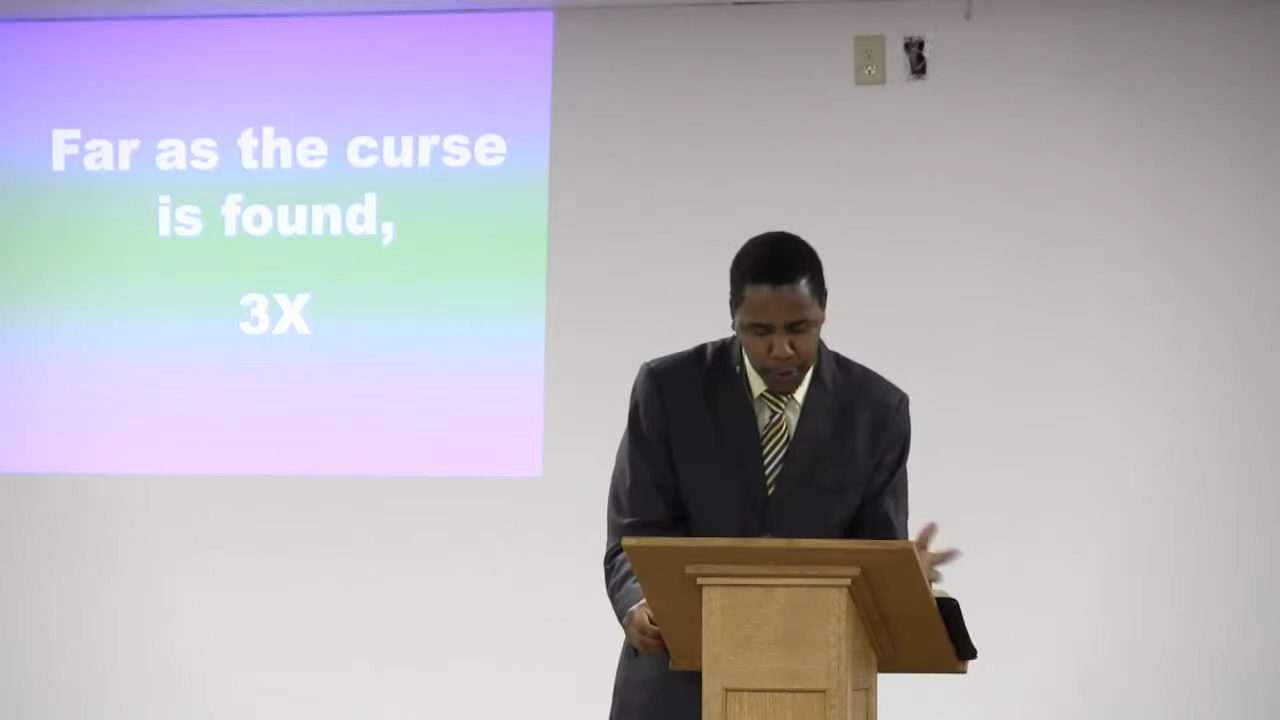 Far as the curse
is found,
3X